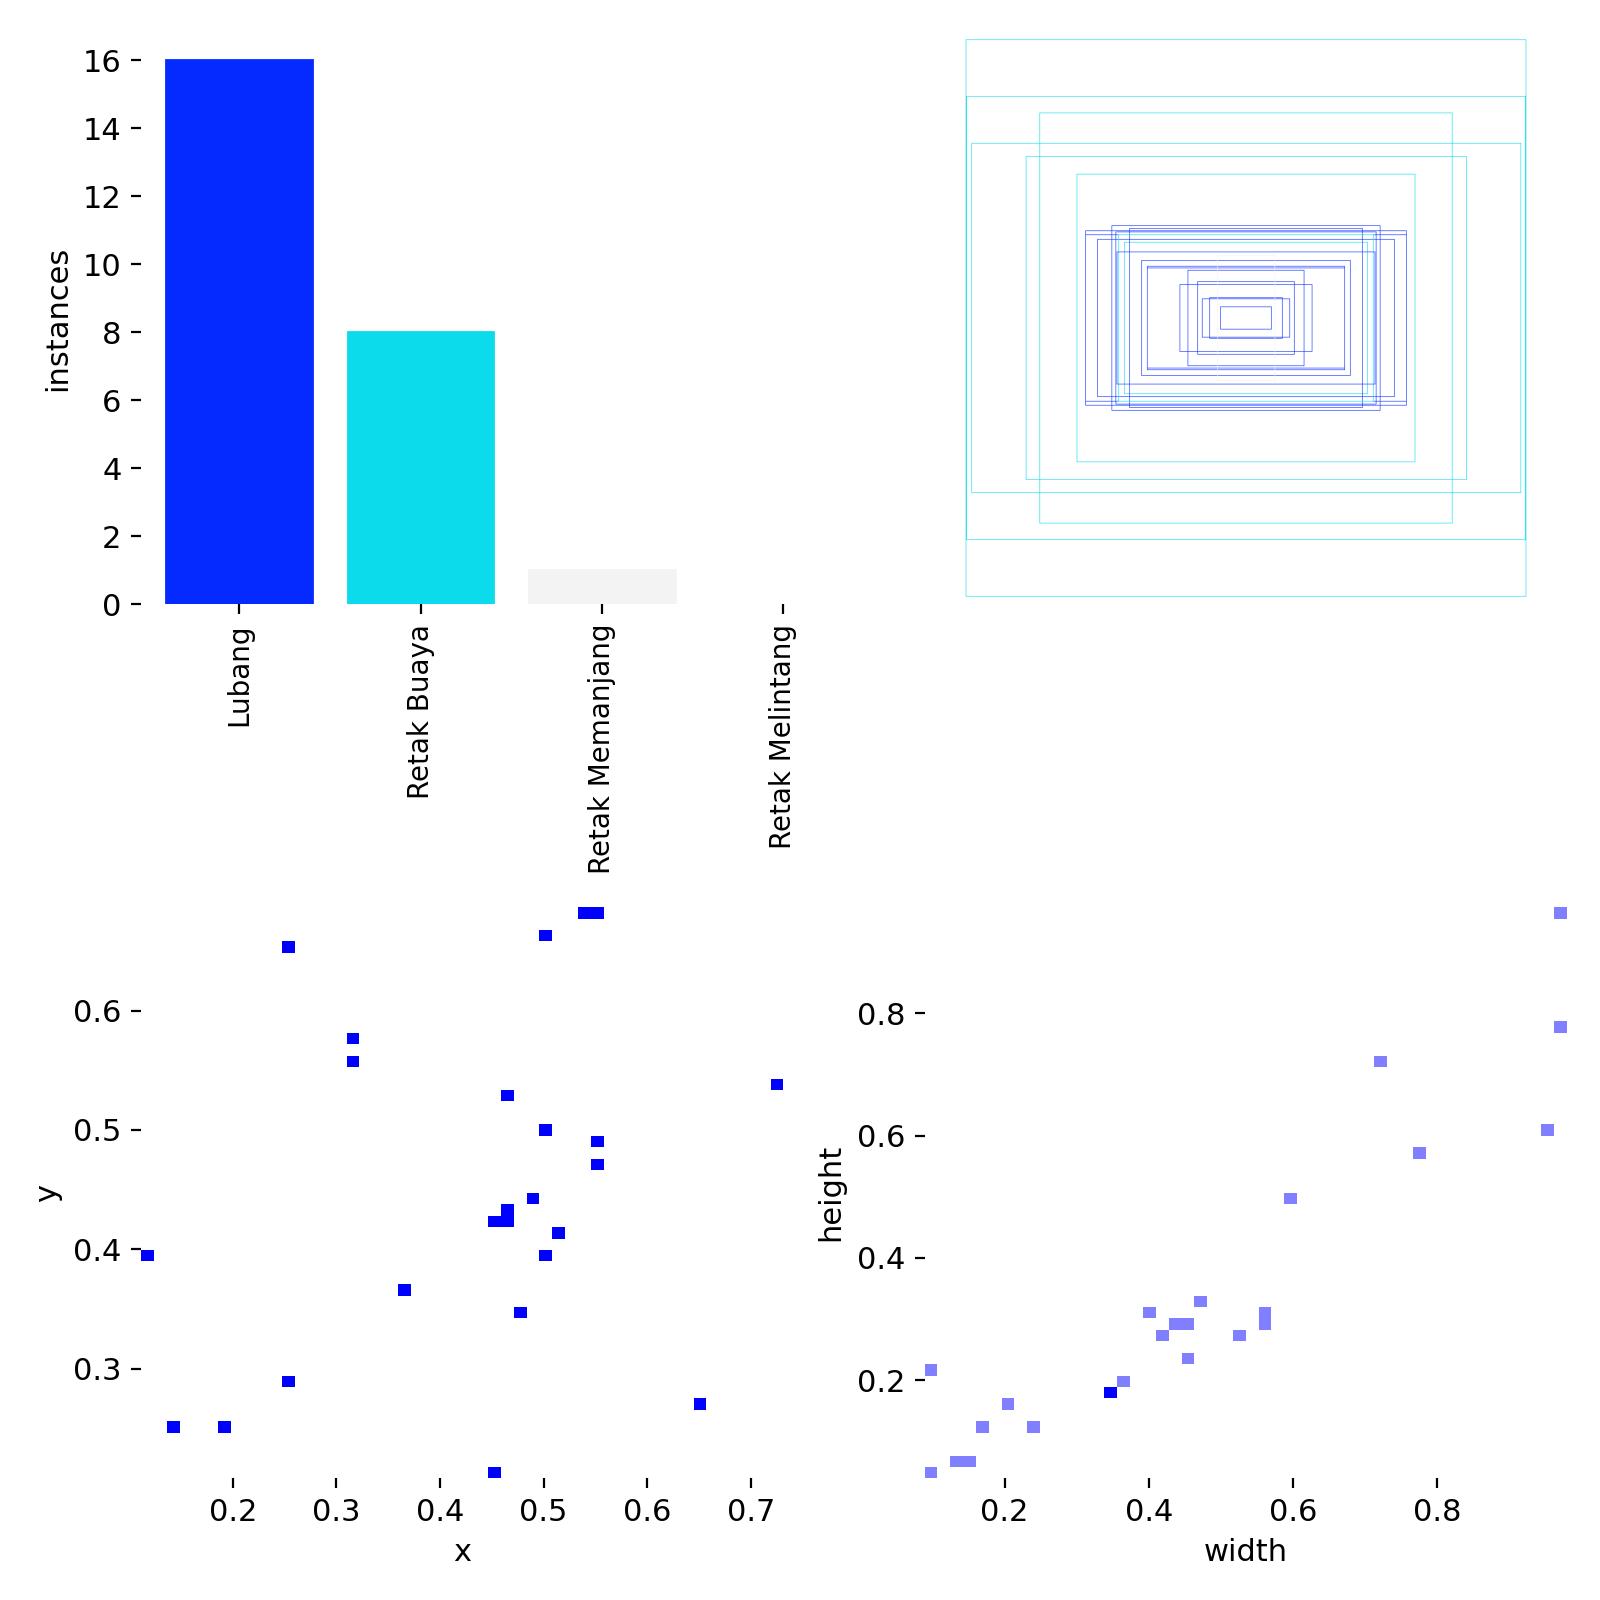 16
14
12
10
8
6
4
2
0
instances
Lubang
Retak Buaya
Retak Memanjang
Retak Melintang
0.6
0.5
0.4
0.3
y
0.2 0.3 0.4 0.5 0.6 0.7
x
0.8
0.6
0.4
0.2
height
0.2 0.4 0.6 0.8
width